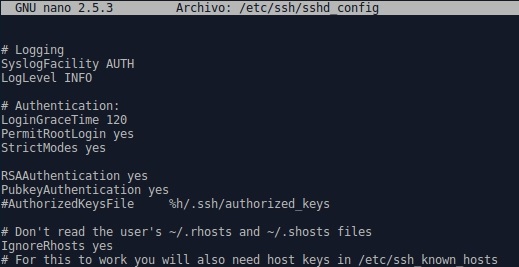 GNU nano 2.5.3 Archivo: /etc/ssh/sshd_config
# Logging
SyslogFacility AUTH
LogLevel INFO
# Authentication:
LoginGraceTime 120
PermitRootLogin yes
StrictModes yes
RSAAuthentication yes
PubkeyAuthentication yes
#AuthorizedKeysFile %h/.ssh/authorized_keys
# Don't read the user's ~/.rhosts and ~/.shosts files
IgnoreRhosts yes
# For this to work you will also need host keys in /etc/ssh_known_hosts